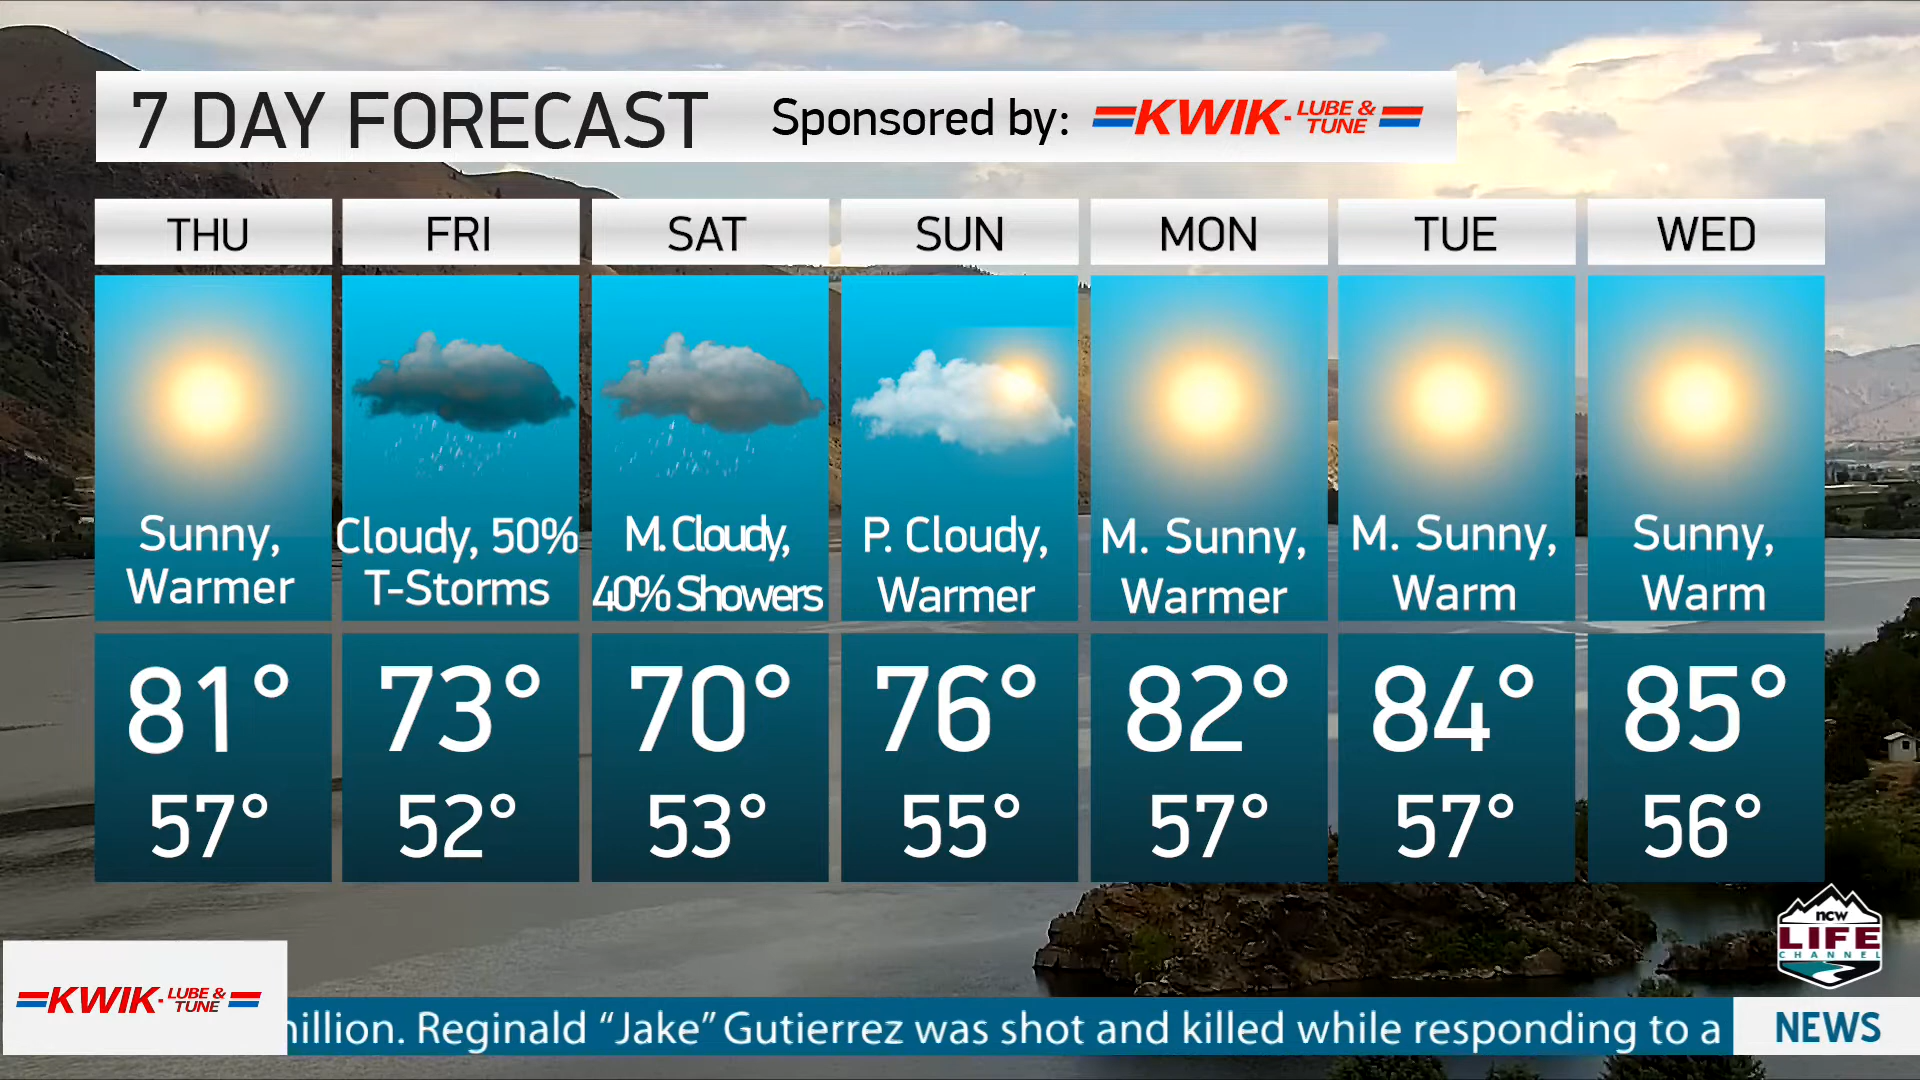 7 DAY FORECAST
Sponsored by:
KWIK-LUBE & TUNE
THU
FRI
SAT
SUN
MON
TUE
WED
Sunny,
Warmer
Cloudy, 50%
T-Storms
M. Cloudy,
40% Showers
P. Cloudy,
Warmer
M. Sunny,
Warmer
M. Sunny,
Warm
Sunny,
Warm
81°
73°
70°
76°
82°
84°
85°
57°
52°
53°
55°
57°
57°
56°
ncw
LIFE
CHANNEL
KWIK-LUBE & TUNE
Reginald “Jake” Gutierrez was shot and killed while responding to a
NEWS